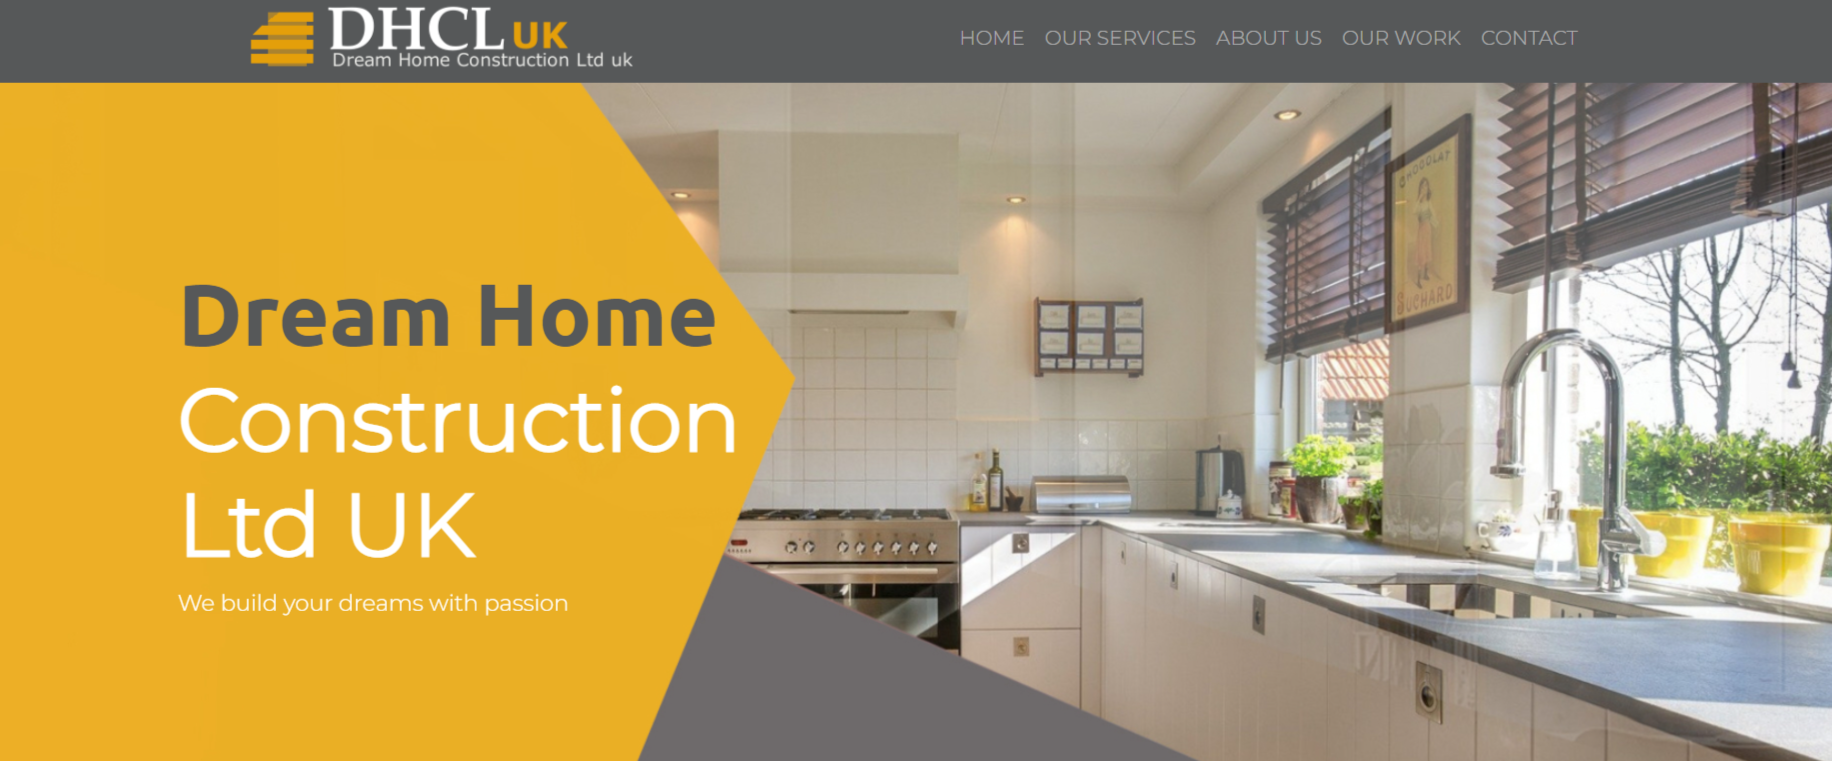 DHCL UK
Dream Home Construction Ltd uk
HOME OUR SERVICES ABOUT US OUR WORK CONTACT
CHOCOLAT
SUCHARD
Dream Home
Construction
Ltd UK
We build your dreams with passion